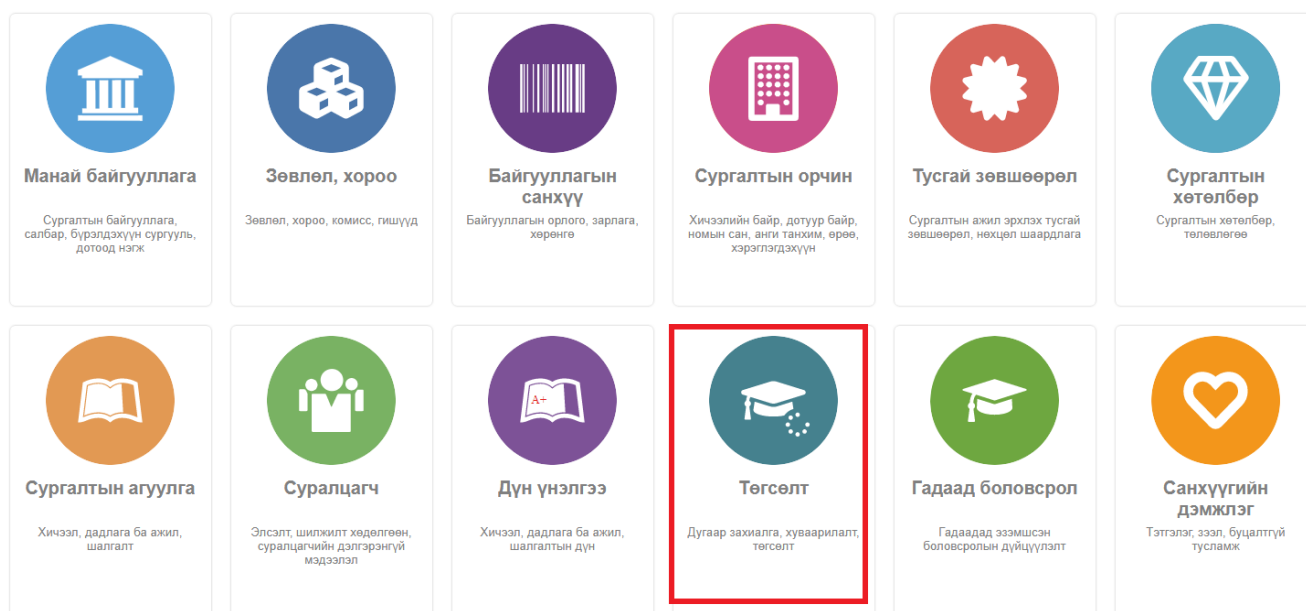 Манай байгууллага
Сургалтын байгууллага,
салбар, бүрэлдэхүүн сургууль,
дотоод нэгж
Зөвлөл, хороо
Зөвлөл, хороо, комисс, гишүүд
Байгууллагын
санхүү
Байгууллагын орлого, зарлага,
хөрөнгө
Сургалтын орчин
Хичээлийн байр, дотуур байр,
номын сан, анги танхим, өрөө,
хэрэглэгдэхүүн
Тусгай зөвшөөрөл
Сургалтын ажил эрхлэх тусгай
зөвшөөрөл, нөхцөл шаардлага
Сургалтын
хөтөлбөр
Сургалтын хөтөлбөр,
төлөвлөгөө
Сургалтын агуулга
Хичээл, дадлага ба ажил,
шалгалт
Суралцагч
Элсэлт, шилжилт хөдөлгөөн,
суралцагчийн дэлгэрэнгүй
мэдээлэл
A+
Дүн үнэлгээ
Хичээл, дадлага ба ажил,
шалгалтын дүн
Төгсөлт
Дугаар захиалга, хуваарилалт,
төгсөлт
Гадаад боловсрол
Гадаадад эзэмшсэн
боловсролын дүйцүүлэлт
Санхүүгийн
дэмжлэг
Тэтгэлэг, зээл, буцалтгүй
тусламж